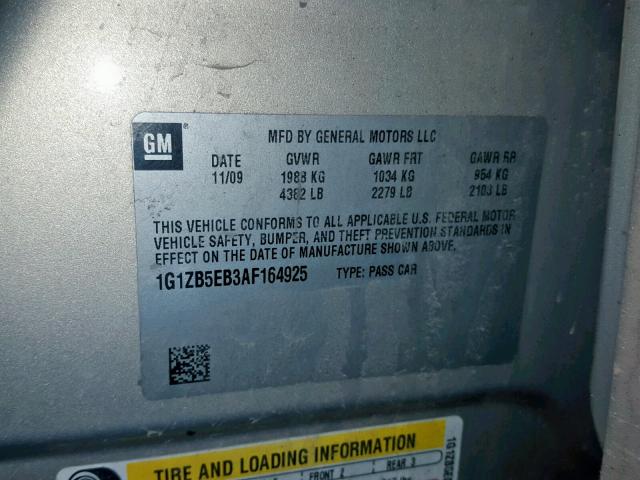 GM ®
MFD BY GENERAL MOTORS LLC
DATE GVWR GAWR FRT GAWR RR
11/09 1988 KG 1034 KG 954 KG
4382 LB 2279 LB 2103 LB
THIS VEHICLE CONFORMS TO ALL APPLICABLE U.S. FEDERAL MOTOR
VEHICLE SAFETY, BUMPER, AND THEFT PREVENTION STANDARDS IN
EFFECT ON THE DATE OF MANUFACTURE SHOWN ABOVE.
1G1ZB5EB3AF164925 TYPE: PASS CAR
TIRE AND LOADING INFORMATION
FRONT 2 REAR 3